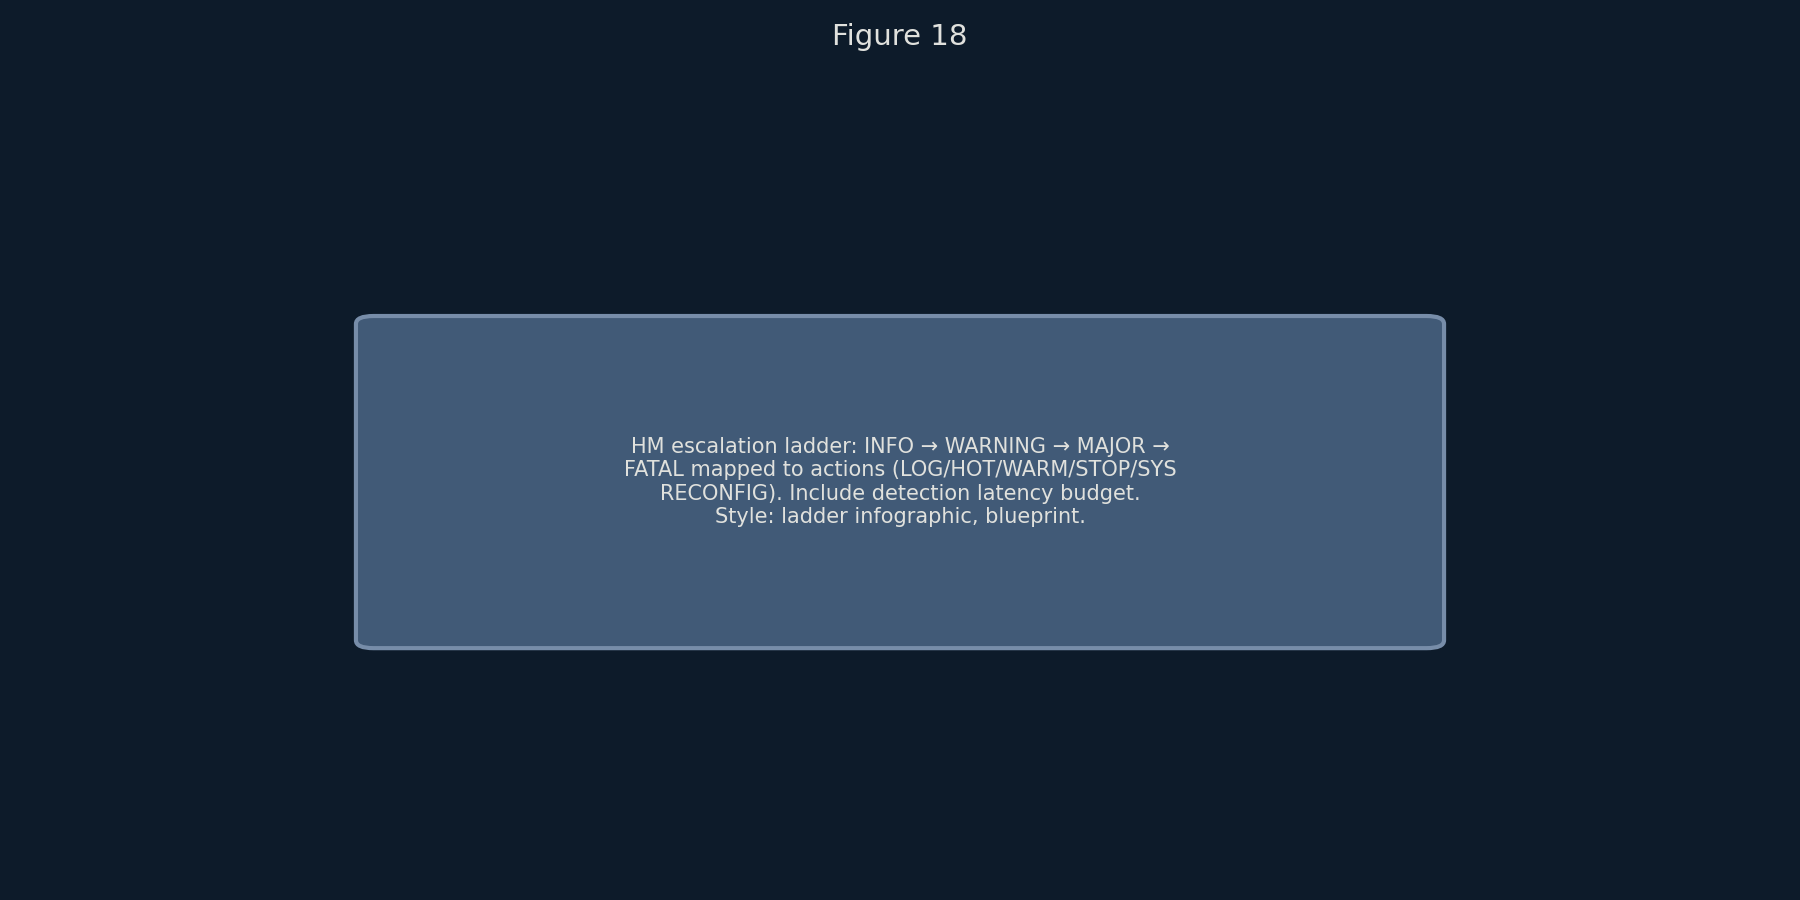 Figure 18
HM escalation ladder: INFO → WARNING → MAJOR →
FATAL mapped to actions (LOG/HOT/WARM/STOP/SYS
RECONFIG). Include detection latency budget.
Style: ladder infographic, blueprint.